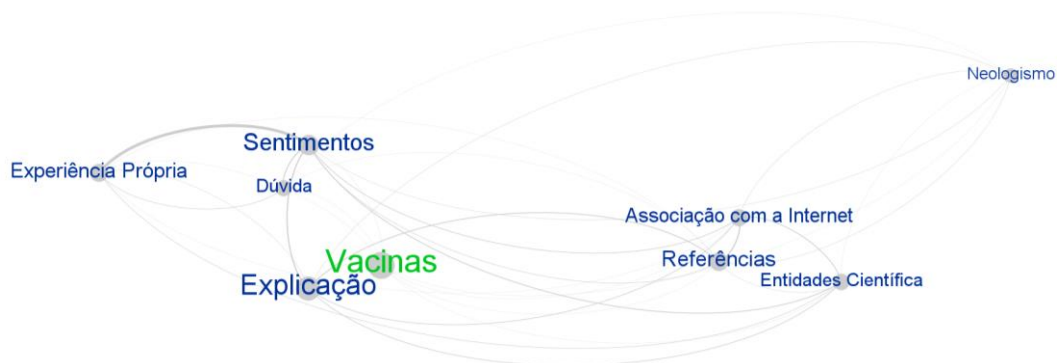 Neologismo
Sentimentos
Experiência Própria
Dúvida
Associação com a Internet
Vacinas
Referências
Explicação
Entidades Científica